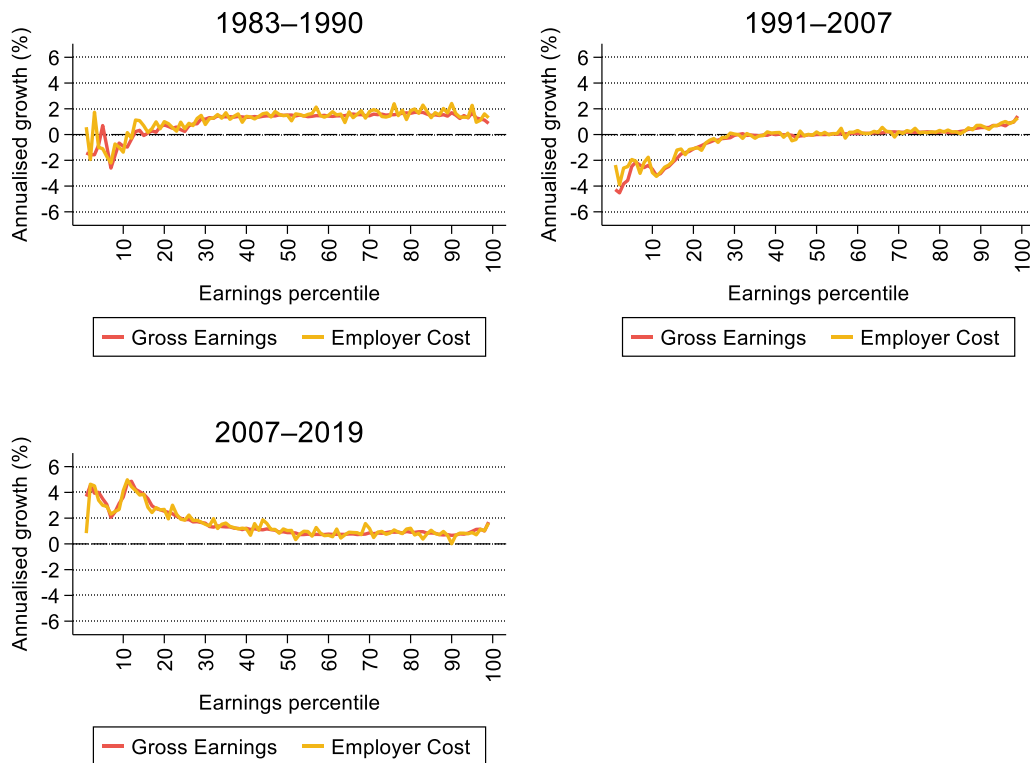 1983–1990
Annualised growth (%)
6
4
2
0
-2
-4
-6
10 20 30 40 50 60 70 80 90 100
Earnings percentile
Gross Earnings Employer Cost
1991–2007
Annualised growth (%)
6
4
2
0
-2
-4
-6
10 20 30 40 50 60 70 80 90 100
Earnings percentile
Gross Earnings Employer Cost
2007–2019
Annualised growth (%)
6
4
2
0
-2
-4
-6
10 20 30 40 50 60 70 80 90 100
Earnings percentile
Gross Earnings Employer Cost